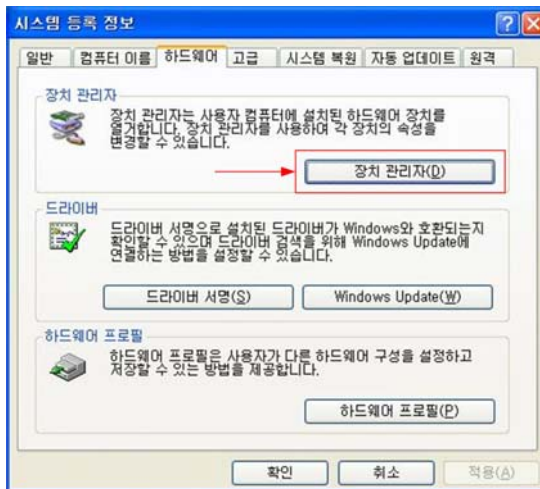 시스템 등록 정보
일반 컴퓨터 이름 하드웨어 고급 시스템 복원 자동 업데이트 원격
장치 관리자
장치 관리자는 사용자 컴퓨터에 설치된 하드웨어 장치를
열거합니다. 장치 관리자를 사용하여 각 장치의 속성을
변경할 수 있습니다.
장치 관리자(D)
드라이버
드라이버 서명으로 설치된 드라이버가 Windows와 호환되는지
확인할 수 있으며 드라이버 검색을 위해 Windows Update에
연결하는 방법을 설정할 수 있습니다.
드라이버 서명(S) Windows Update(W)
하드웨어 프로필
하드웨어 프로필은 사용자가 다른 하드웨어 구성을 설정하고
저장할 수 있는 방법을 제공합니다.
하드웨어 프로필(P)
확인 취소 적용(A)